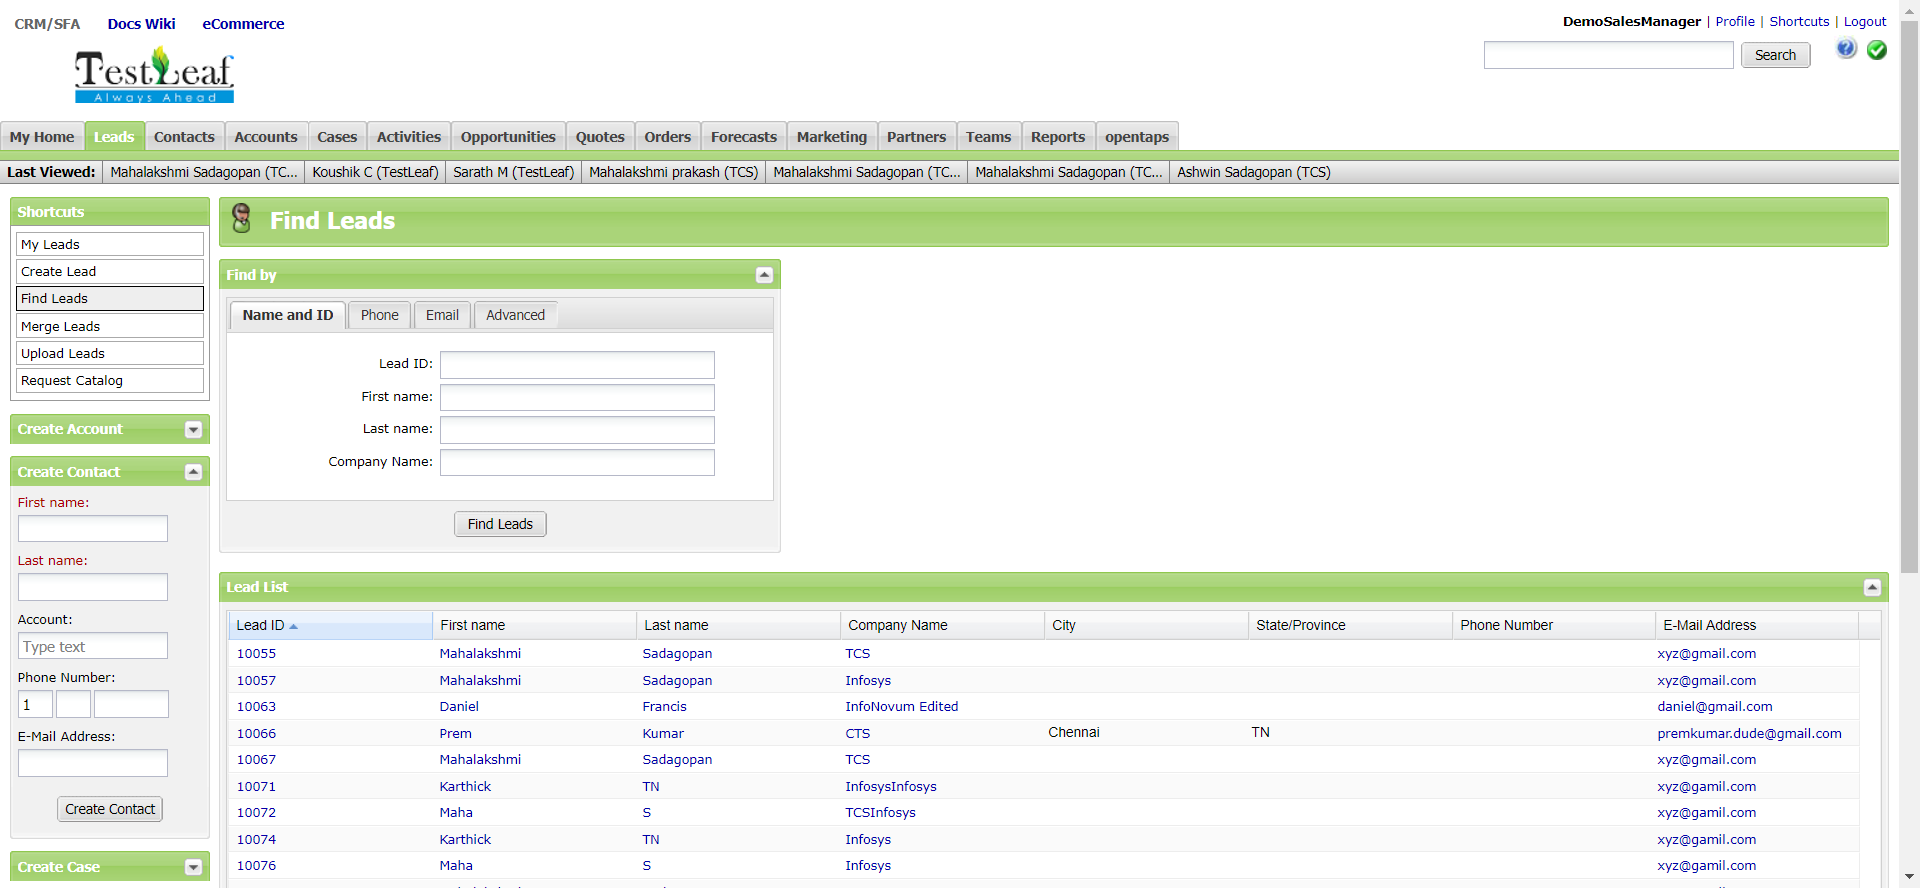 CRM/SFA Docs Wiki eCommerce
DemoSalesManager | Profile | Shortcuts | Logout
Search
TestLeaf
Always Ahead
My Home Leads Contacts Accounts Cases Activities Opportunities Quotes Orders Forecasts Marketing Partners Teams Reports opentaps
Last Viewed: Mahalakshmi Sadagopan (TC... Koushik C (TestLeaf) Sarath M (TestLeaf) Mahalakshmi prakash (TCS) Mahalakshmi Sadagopan (TC... Mahalakshmi Sadagopan (TC... Ashwin Sadagopan (TCS)
Shortcuts
My Leads
Create Lead
Find Leads
Merge Leads
Upload Leads
Request Catalog
Create Account
Create Contact
First name:
Last name:
Account:
Type text
Phone Number:
1
E-Mail Address:
Create Contact
Create Case
Find Leads
Find by
Name and ID Phone Email Advanced
Lead ID:
First name:
Last name:
Company Name:
Find Leads
Lead List
Lead ID First name Last name Company Name City State/Province Phone Number E-Mail Address
10055 Mahalakshmi Sadagopan TCS xyz@gmail.com
10057 Mahalakshmi Sadagopan Infosys xyz@gmail.com
10063 Daniel Francis InfoNovum Edited daniel@gmail.com
10066 Prem Kumar CTS Chennai TN premkumar.dude@gmail.com
10067 Mahalakshmi Sadagopan TCS xyz@gmail.com
10071 Karthick TN InfosysInfosys xyz@gamil.com
10072 Maha S TCSInfosys xyz@gamil.com
10074 Karthick TN Infosys xyz@gamil.com
10076 Maha S Infosys xyz@gamil.com